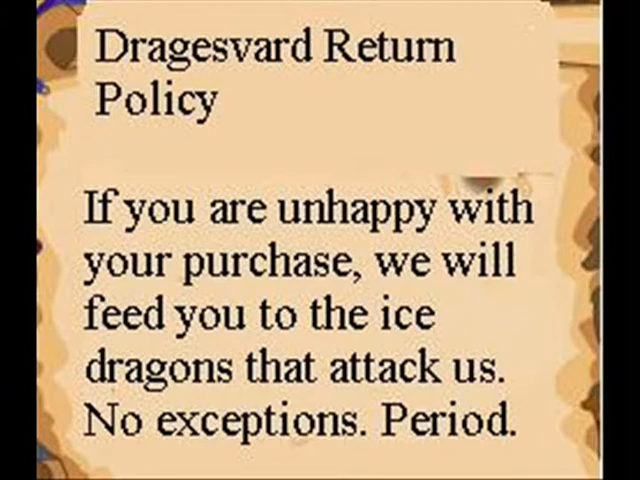 Dragesvard Return
Policy
If you are unhappy with
your purchase, we will
feed you to the ice
dragons that attack us.
No exceptions. Period.